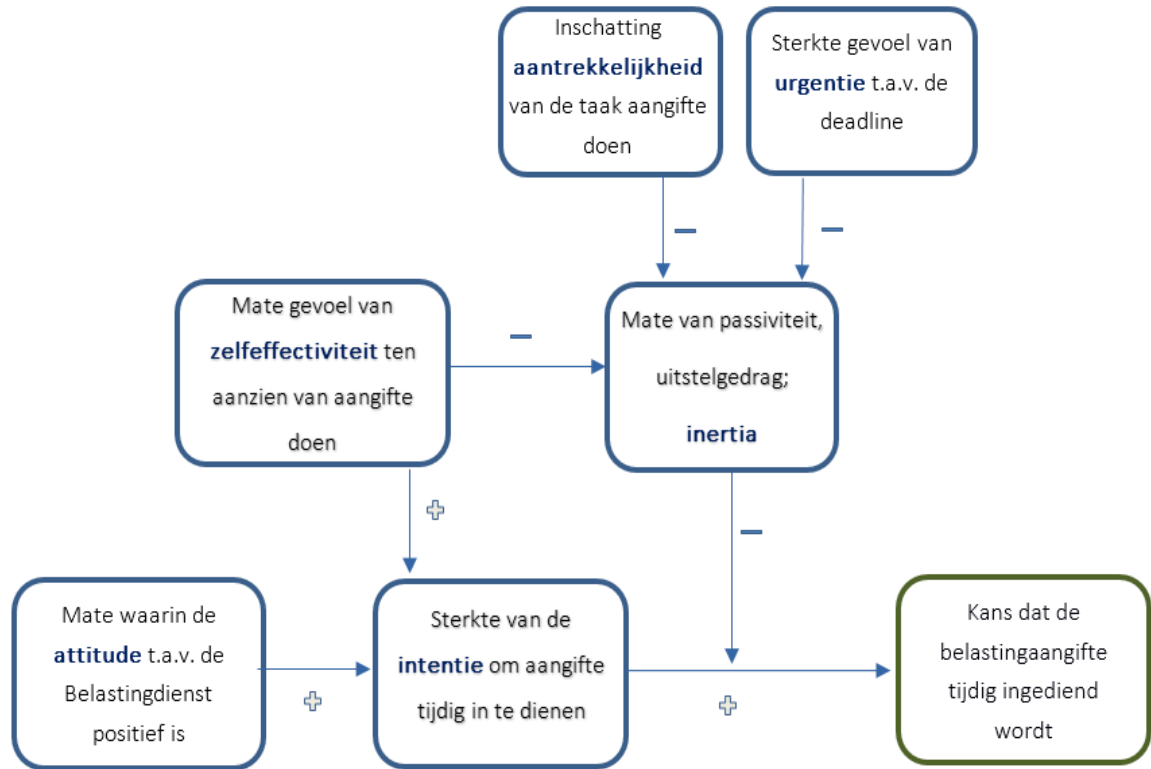 Inschatting
aantrekkelijkheid
van de taak aangifte
doen
Sterkte gevoel van
urgentie t.a.v. de
deadline
Mate gevoel van
zelfeffectiviteit ten
aanzien van aangifte
doen
Mate van passiviteit,
uitstelgedrag;
inertia
Mate waarin de
attitude t.a.v. de
Belastingdienst
positief is
Sterkte van de
intentie om aangifte
tijdig in te dienen
Kans dat de
belastingaangifte
tijdig ingediend
wordt